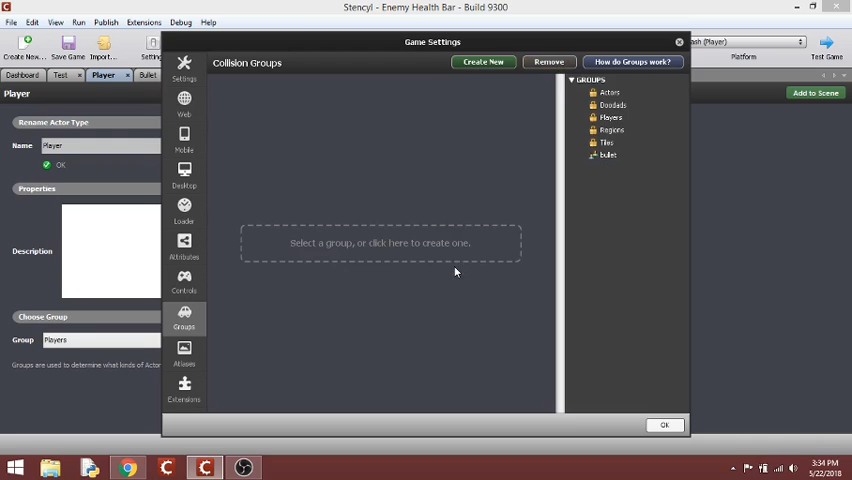 Stencyl - Enemy Health Bar - Build 9300
File Edit View Run Publish Extensions Debug Help
Create New...
Save Game
Import...
Game Settings
(Player)
Platform
Test Game
Dashboard
Test
Player
Bullet
Collision Groups
Create New
Remove
How do Groups work?
Player
Add to Scene
Rename Actor Type
Name
Player
OK
Properties
Description
Choose Group
Group
Players
Groups are used to determine what kinds of Actor
Settings
Web
Mobile
Desktop
Loader
Attributes
Controls
Groups
Atlases
Extensions
Select a group, or click here to create one.
GROUPS
Actors
Doodads
Players
Regions
Tiles
bullet
OK
3:34 PM
5/22/2018